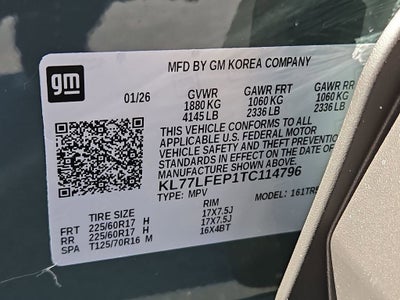 gm
MFD BY GM KOREA COMPANY
01/26
GVWR GAWR FRT GAWR RR
1880 KG 1060 KG 1060 KG
4145 LB 2336 LB 2336 LB
THIS VEHICLE CONFORMS TO ALL
APPLICABLE U.S. FEDERAL MOTOR
VEHICLE SAFETY AND THEFT PREVENTION
STANDARDS IN EFFECT ON THE DATE OF
MANUFACTURE SHOWN ABOVE.
KL77LFEP1TC114796
TYPE: MPV MODEL: 1TR
TIRE SIZE RIM
FRT 225/60R17 H 17X7.5J
RR 225/60R17 H 17X7.5J
SPA T125/70R16 M 16X4BT